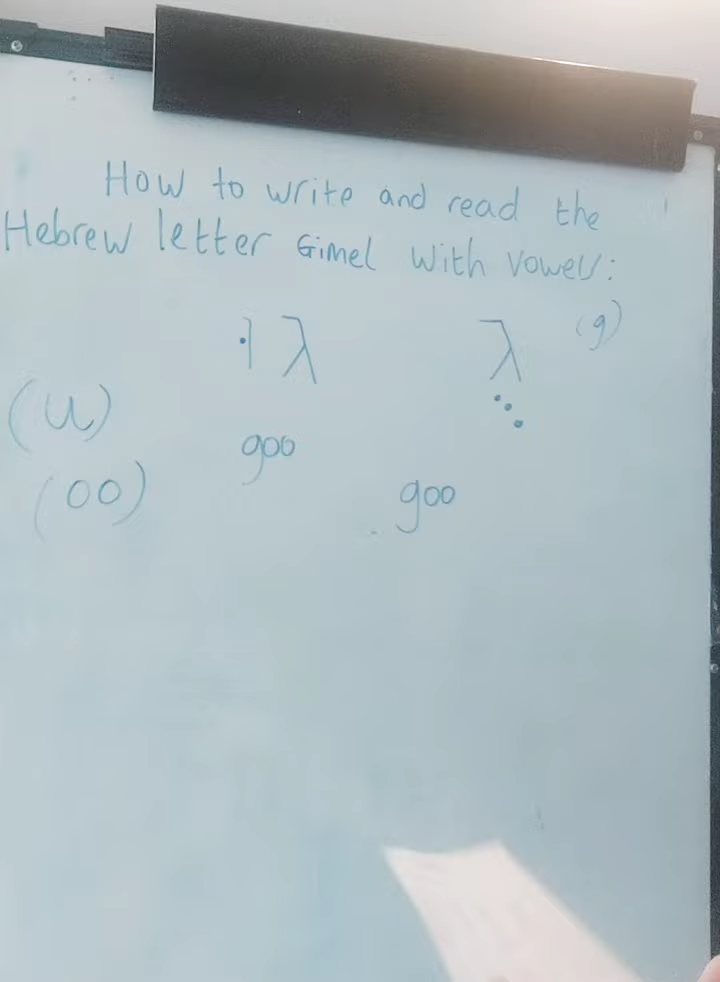 How to write and read the
Hebrew letter Gimel with vowels:
גוּ גֻ (g)
(u)
goo
(oo)
goo